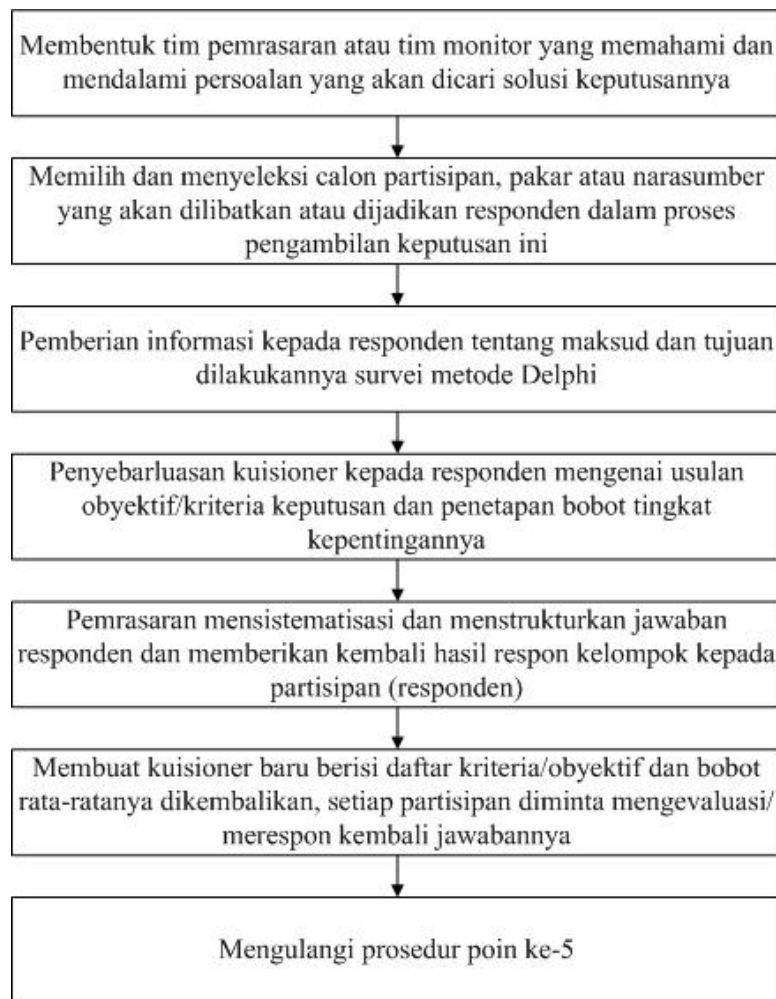 Membentuk tim pemrasaran atau tim monitor yang memahami dan
mendalami persoalan yang akan dicari solusi keputusannya
Memilih dan menyeleksi calon partisipan, pakar atau narasumber
yang akan dilibatkan atau dijadikan responden dalam proses
pengambilan keputusan ini
Pemberian informasi kepada responden tentang maksud dan tujuan
dilakukannya survei metode Delphi
Penyebarluasan kuisioner kepada responden mengenai usulan
obyektif/kriteria keputusan dan penetapan bobot tingkat
kepentingannya
Pemrasaran mensistematisasi dan menstrukturkan jawaban
responden dan memberikan kembali hasil respon kelompok kepada
partisipan (responden)
Membuat kuisioner baru berisi daftar kriteria/obyektif dan bobot
rata-ratanya dikembalikan, setiap partisipan diminta mengevaluasi/
merespon kembali jawabannya
Mengulangi prosedur poin ke-5